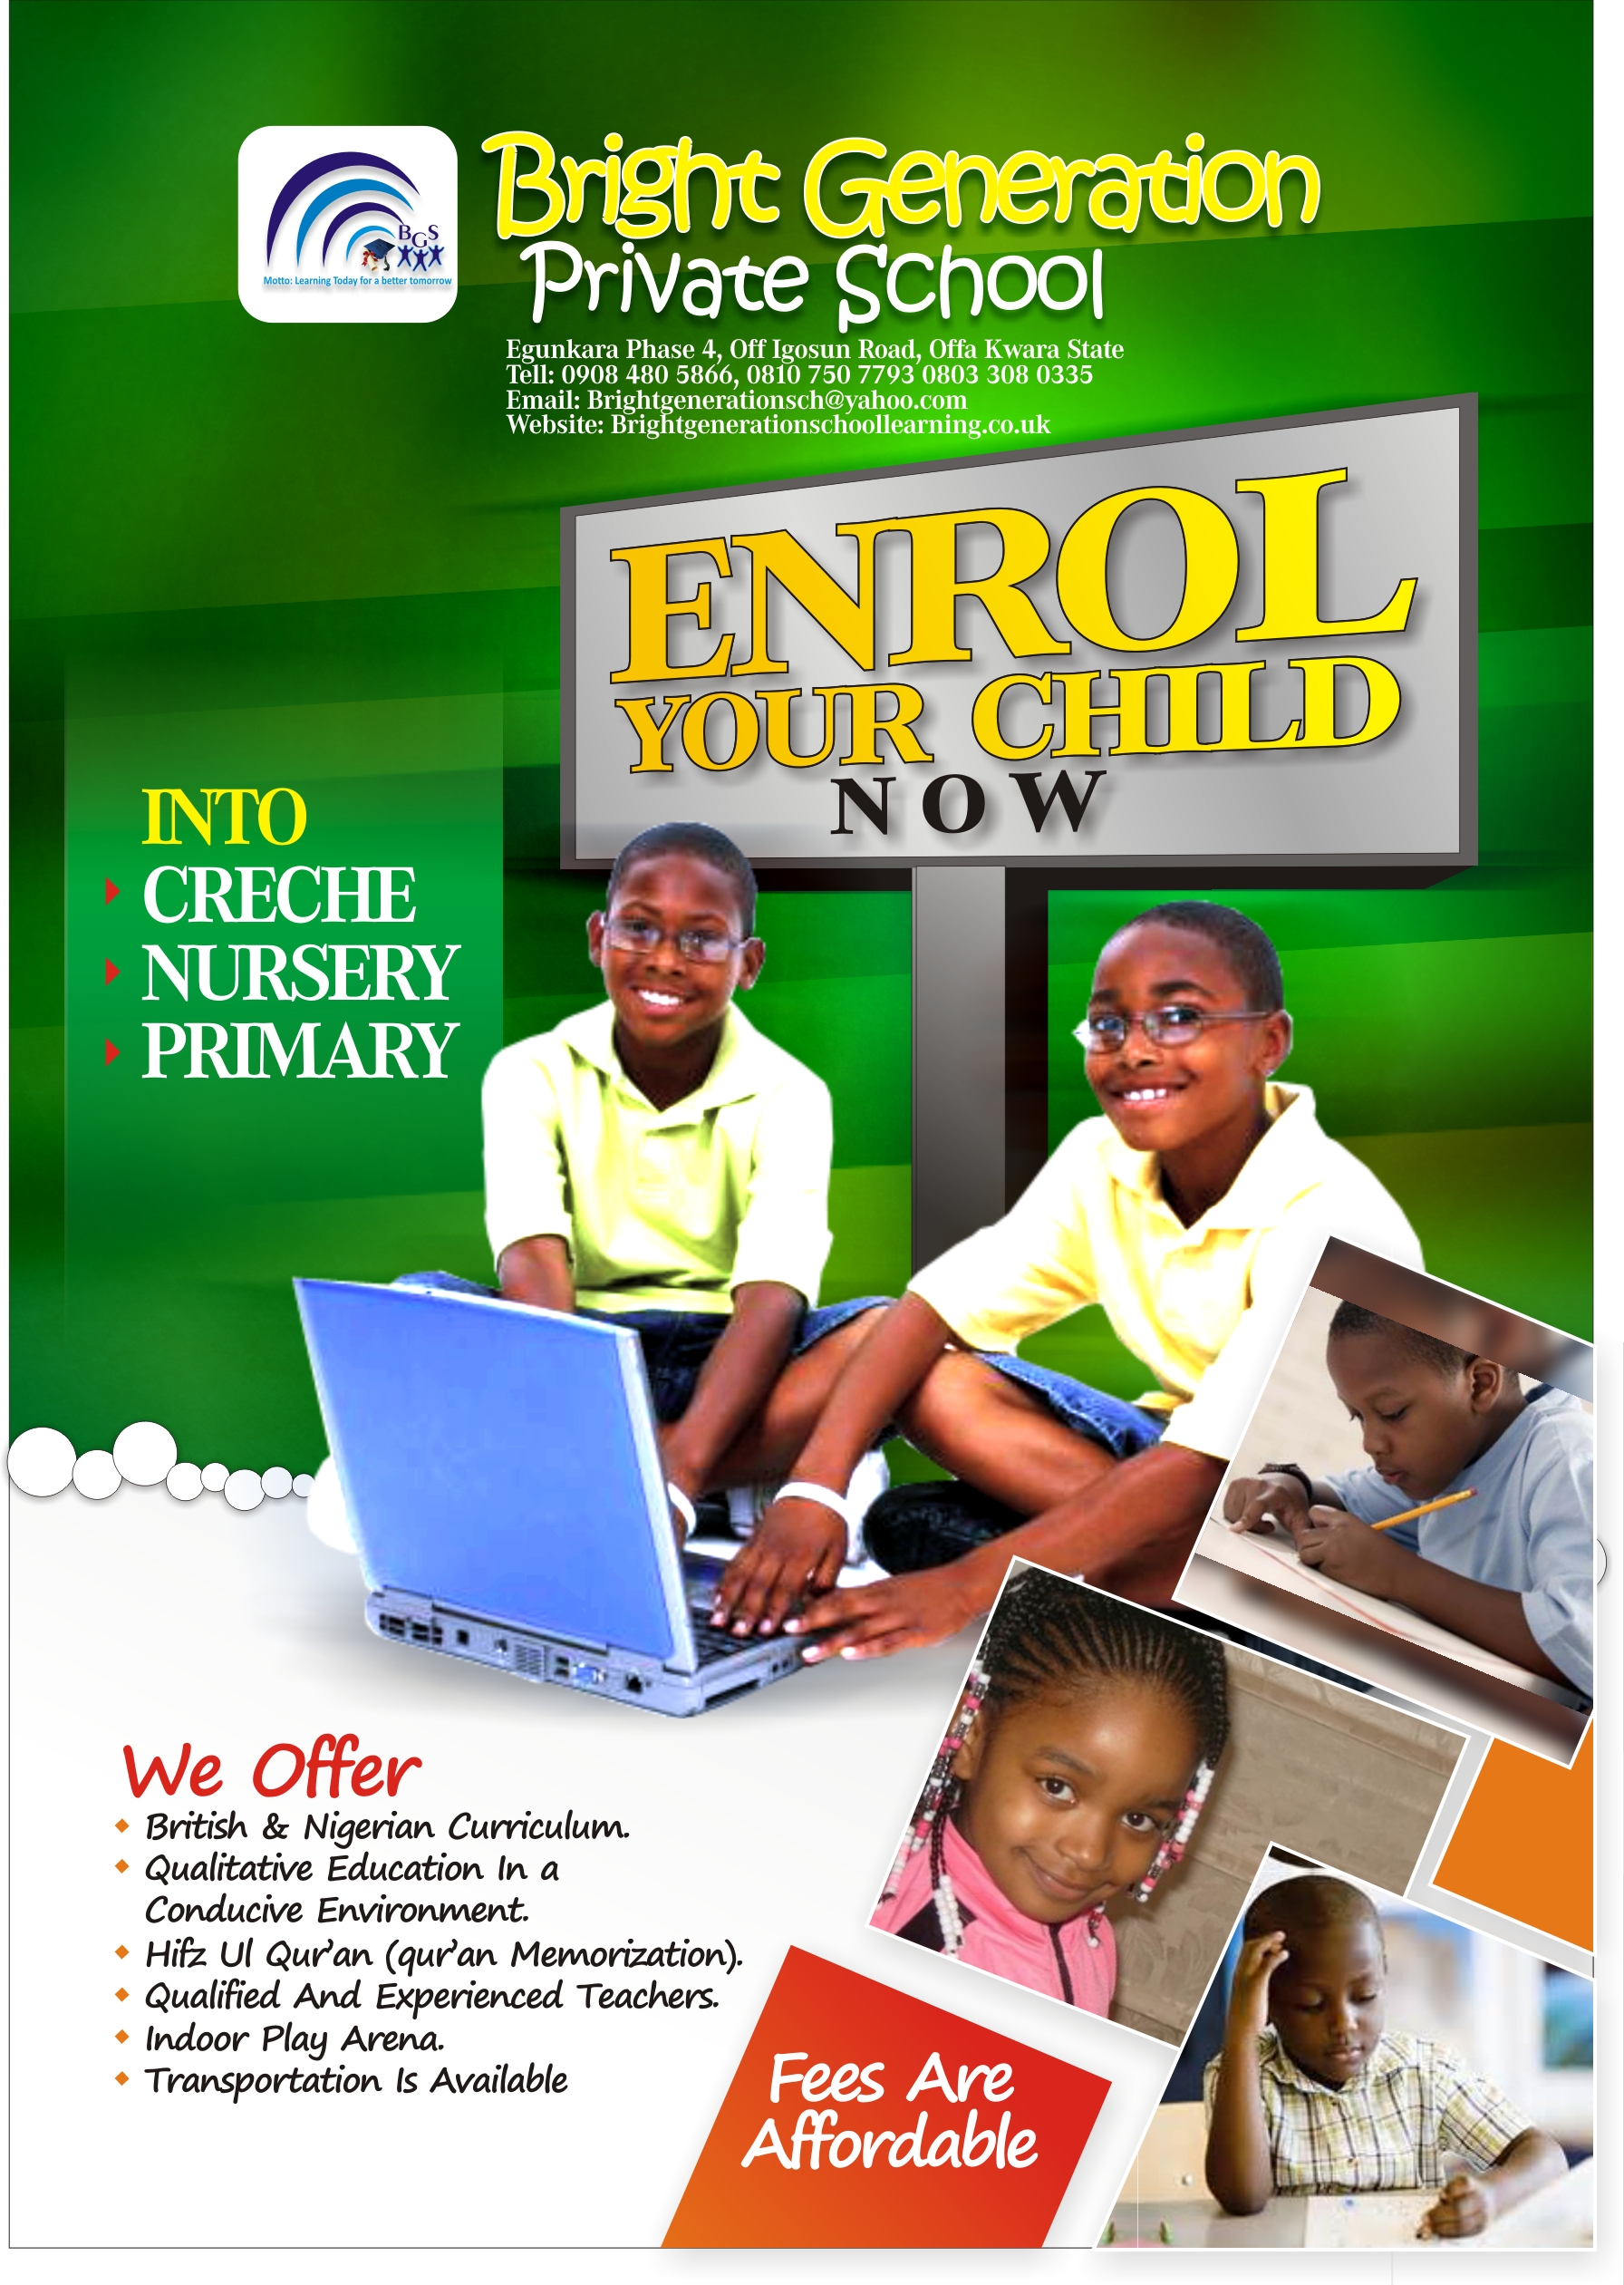 BGS
Motto: Learning Today for a better tomorrow
Bright Generation
Private School
Egunkara Phase 4, Off Igosun Road, Offa Kwara State
Tell: 0908 480 5866, 0810 750 7793 0803 308 0335
Email: Brightgenerationsch@yahoo.com
Website: Brightgenerationschoollearning.co.uk
ENROL
YOUR CHILD
NOW
INTO
CRECHE
NURSERY
PRIMARY
We Offer
British & Nigerian Curriculum.
Qualitative Education In a
Conducive Environment.
Hifz Ul Qur'an (qur'an Memorization).
Qualified And Experienced Teachers.
Indoor Play Arena.
Transportation Is Available
Fees Are
Affordable